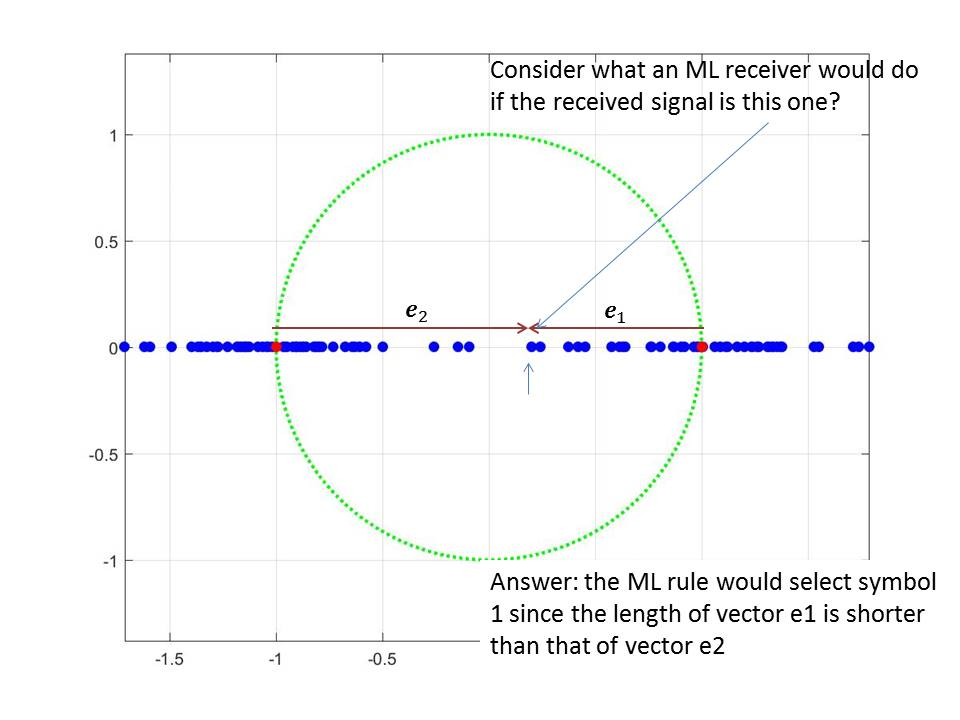 Consider what an ML receiver would do
if the received signal is this one?
1
0.5
e2
e1
0
-0.5
-1
Answer: the ML rule would select symbol
1 since the length of vector e1 is shorter
than that of vector e2
-1.5
-1
-0.5